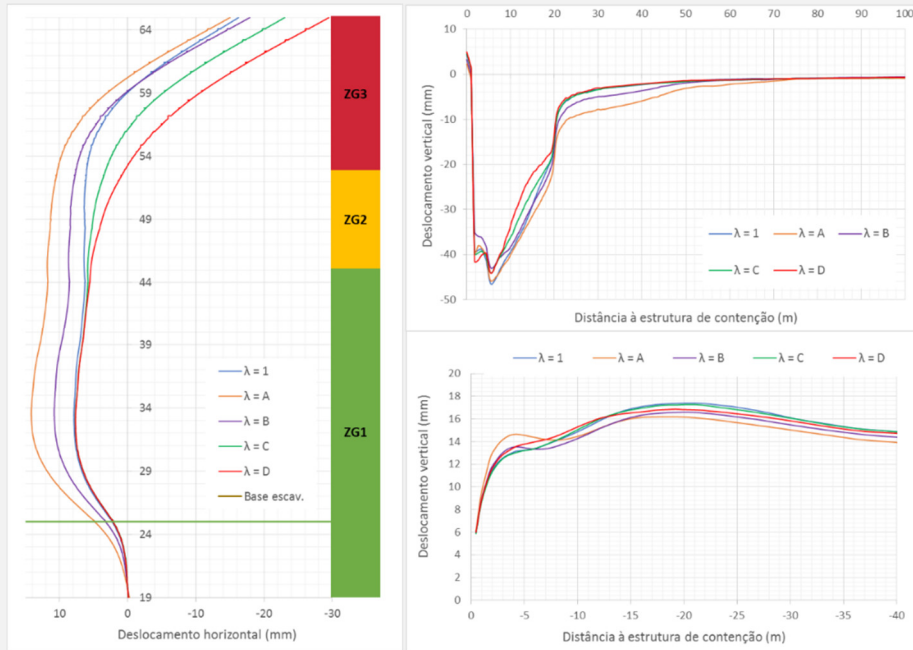 64
59
54
49
44
39
34
29
24
19
ZG3
ZG2
ZG1
λ = 1
λ = A
λ = B
λ = C
λ = D
Base escav.
10 0 -10 -20 -30
Deslocamento horizontal (mm)
0 10 20 30 40 50 60 70 80 90 100
10
0
-10
-20
-30
-40
-50
Deslocamento vertical (mm)
λ = 1 λ = A λ = B
λ = C λ = D
Distância à estrutura de contenção (m)
λ = 1 λ = A λ = B λ = C λ = D
20
18
16
14
12
10
8
6
4
2
0
Deslocamento vertical (mm)
0 -5 -10 -15 -20 -25 -30 -35 -40
Distância à estrutura de contenção (m)